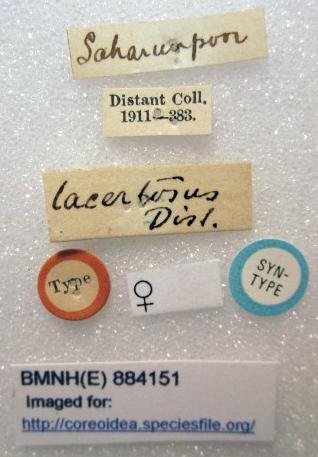 Saharunpoor
Distant Coll.
1911—383.
lacertosus
Dist.
Type
♀
SYN-
TYPE
BMNH(E) 884151
Imaged for:
http://coreoidea.speciesfile.org/